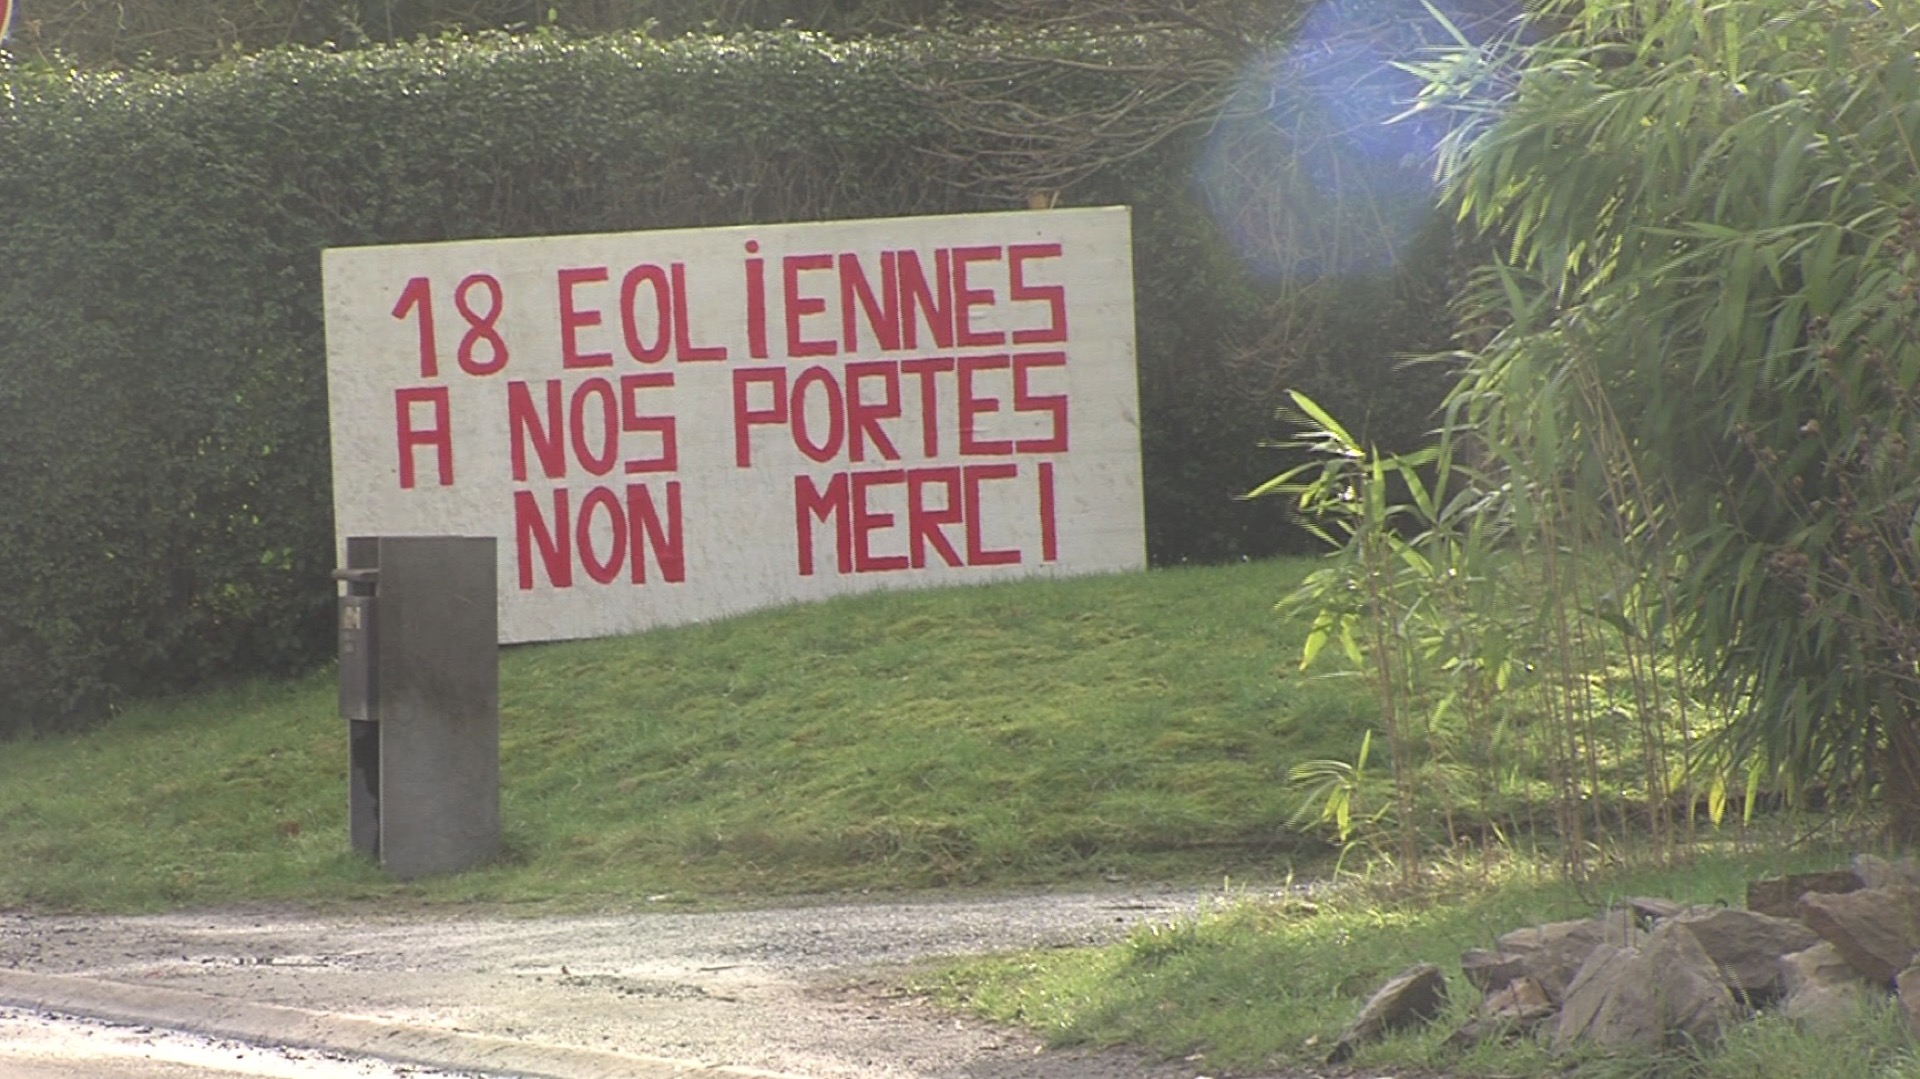 18 EOLiENNES
A NOS PORTES
NON MERCI